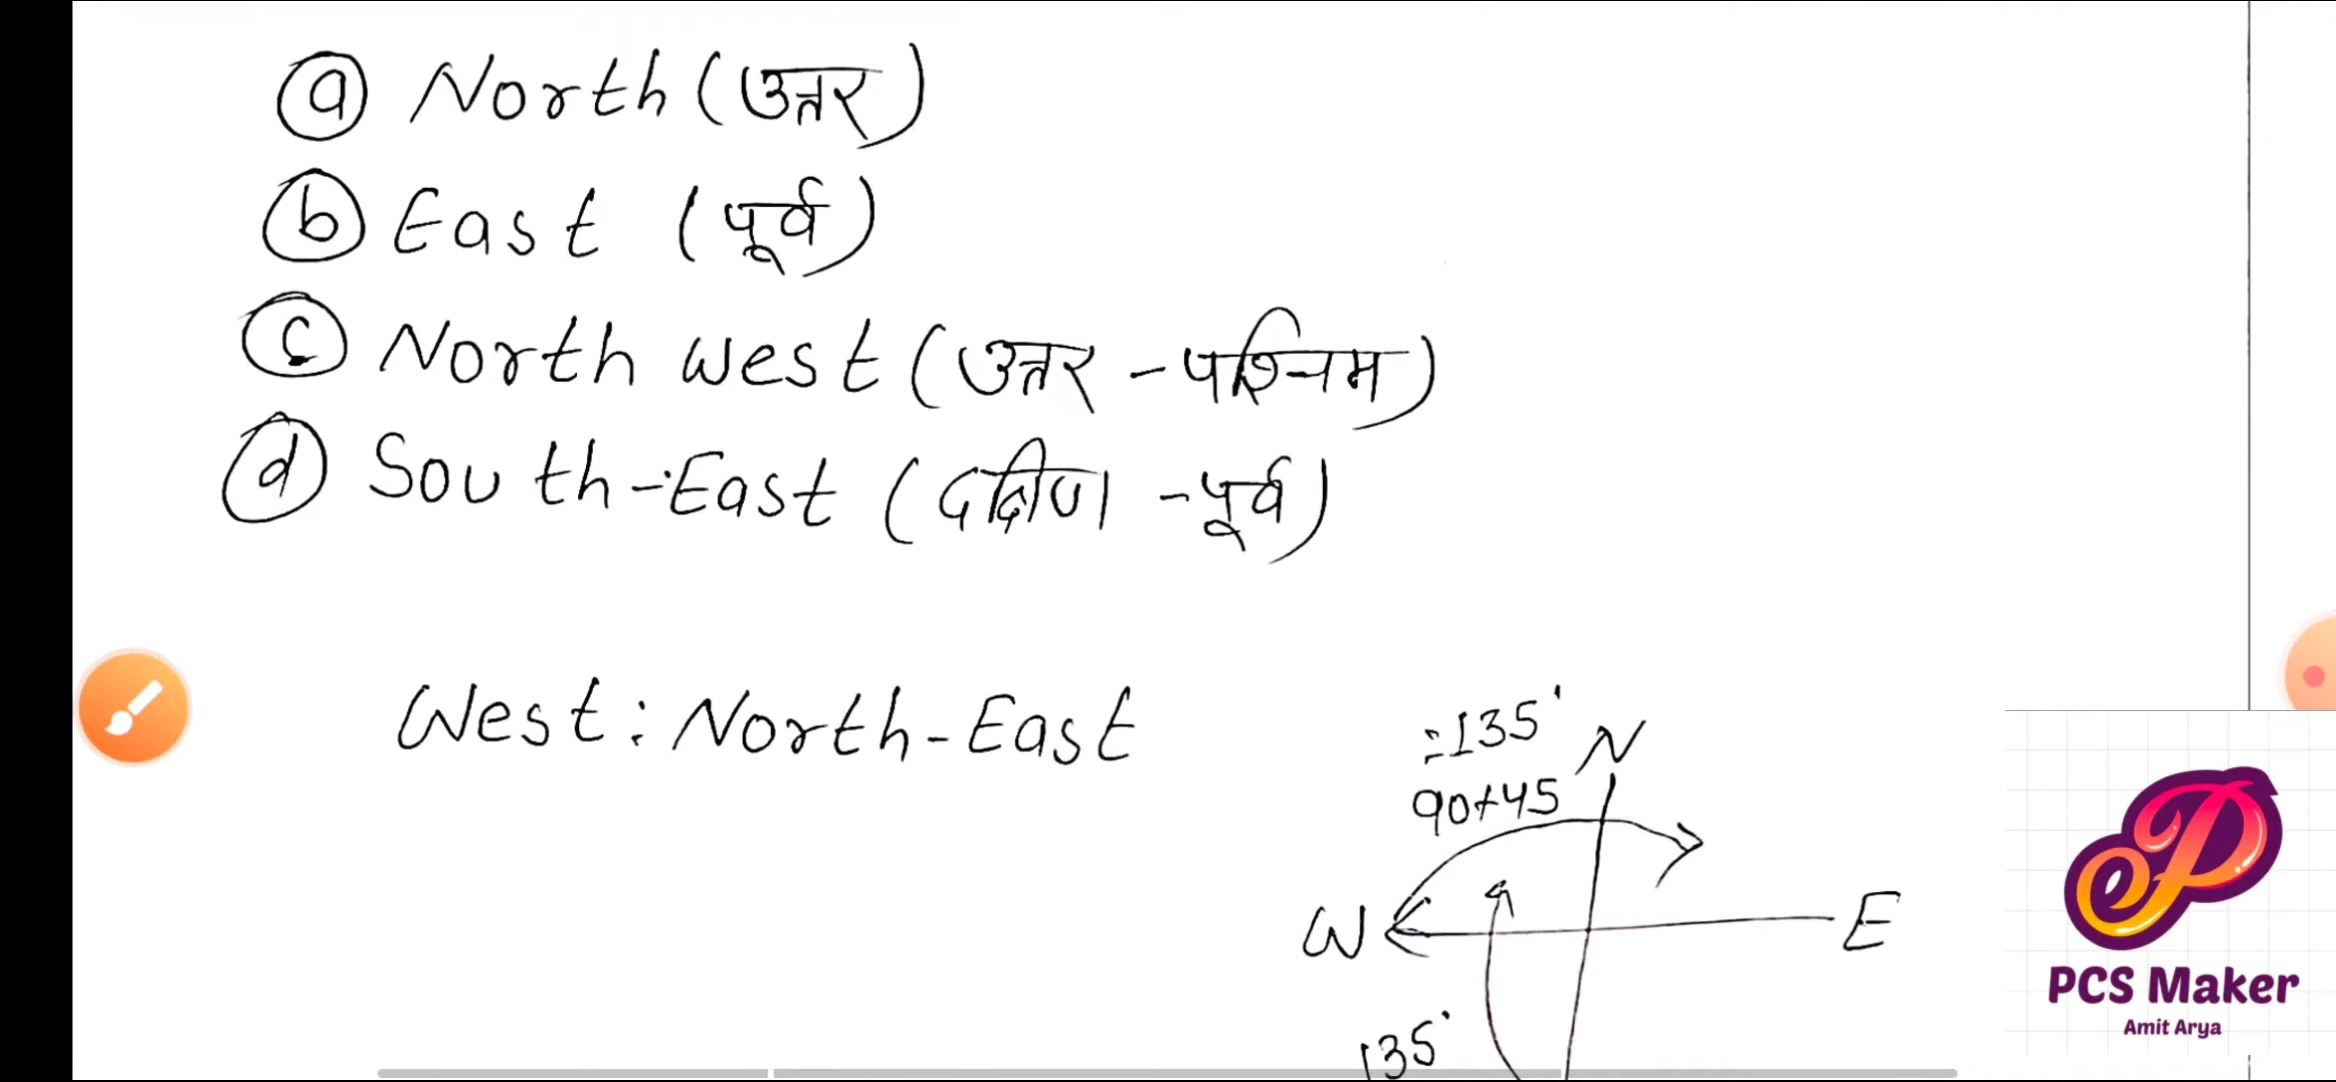 (a) North (उत्तर)
(b) East (पूर्व)
(c) North west (उत्तर - पश्चिम)
(d) South-East (दक्षिण - पूर्व)
West : North-East
=135°
N
90+45
W
E
135°
PCS Maker
Amit Arya